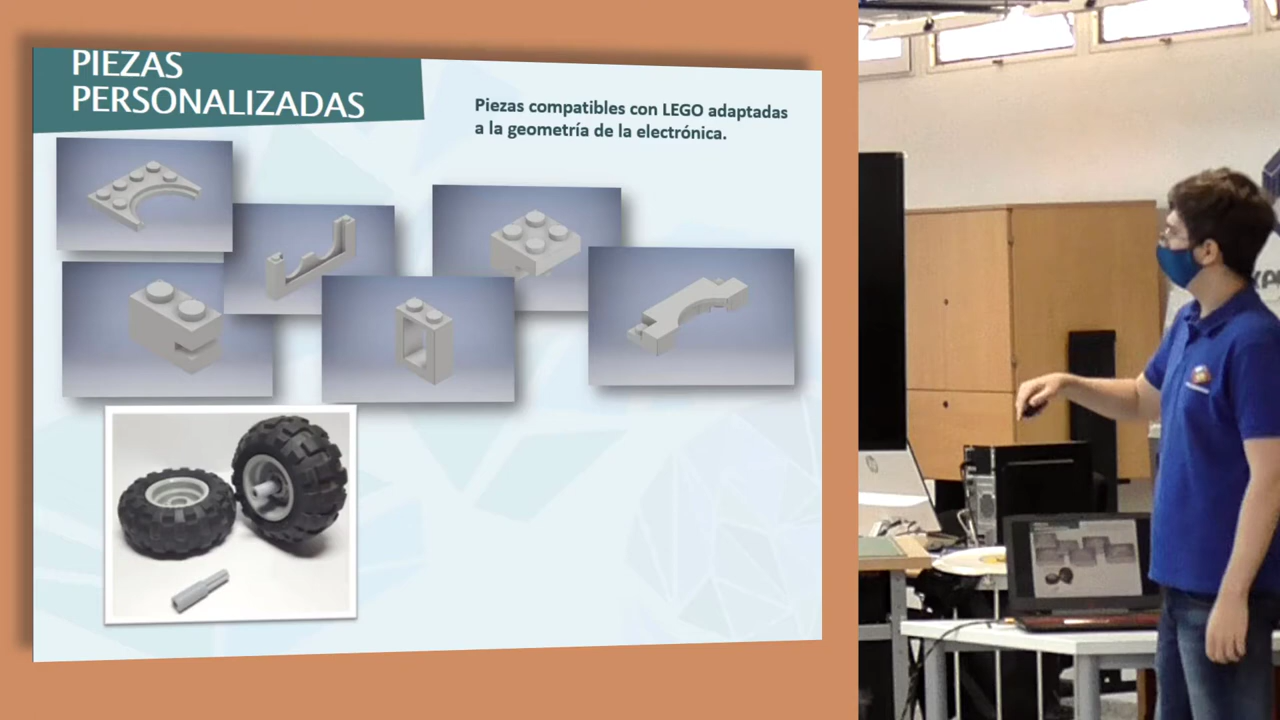 PIEZAS
PERSONALIZADAS
Piezas compatibles con LEGO adaptadas
a la geometría de la electrónica.